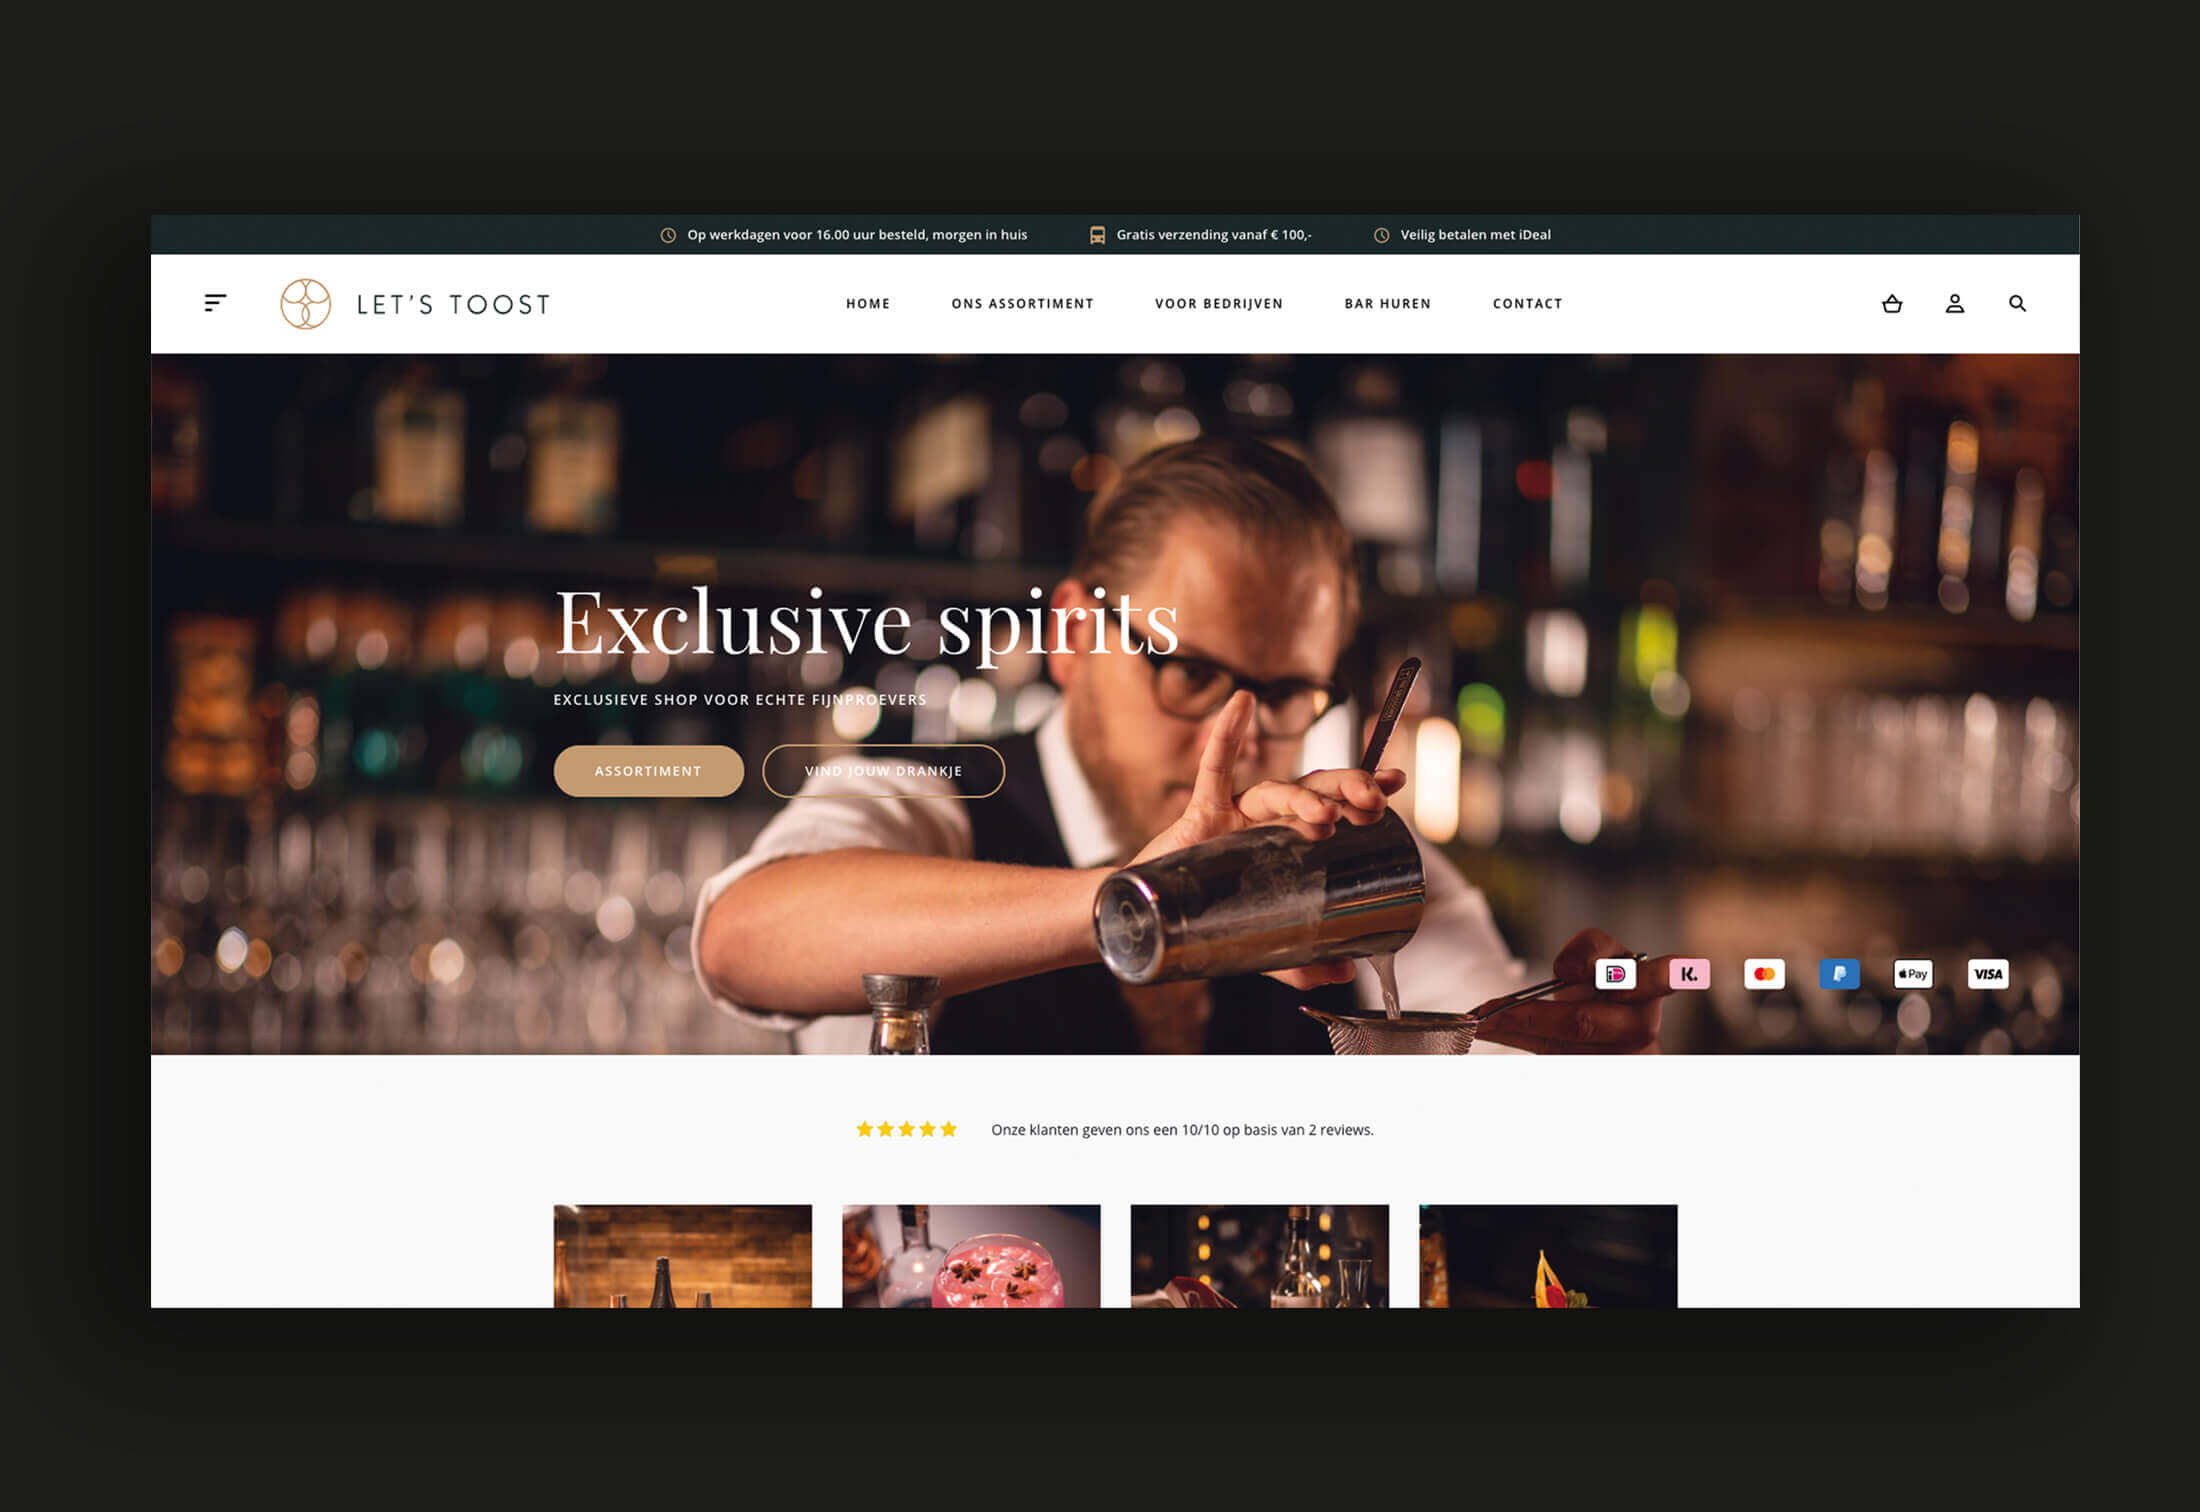 Op werkdagen voor 16.00 uur besteld, morgen in huis Gratis verzending vanaf € 100,- Veilig betalen met iDeal
LET'S TOOST HOME ONS ASSORTIMENT VOOR BEDRIJVEN BAR HUREN CONTACT
Exclusive spirits
EXCLUSIEVE SHOP VOOR ECHTE FIJNPROEVERS
ASSORTIMENT VIND JOUW DRANKJE
iD K. P Pay VISA
Onze klanten geven ons een 10/10 op basis van 2 reviews.